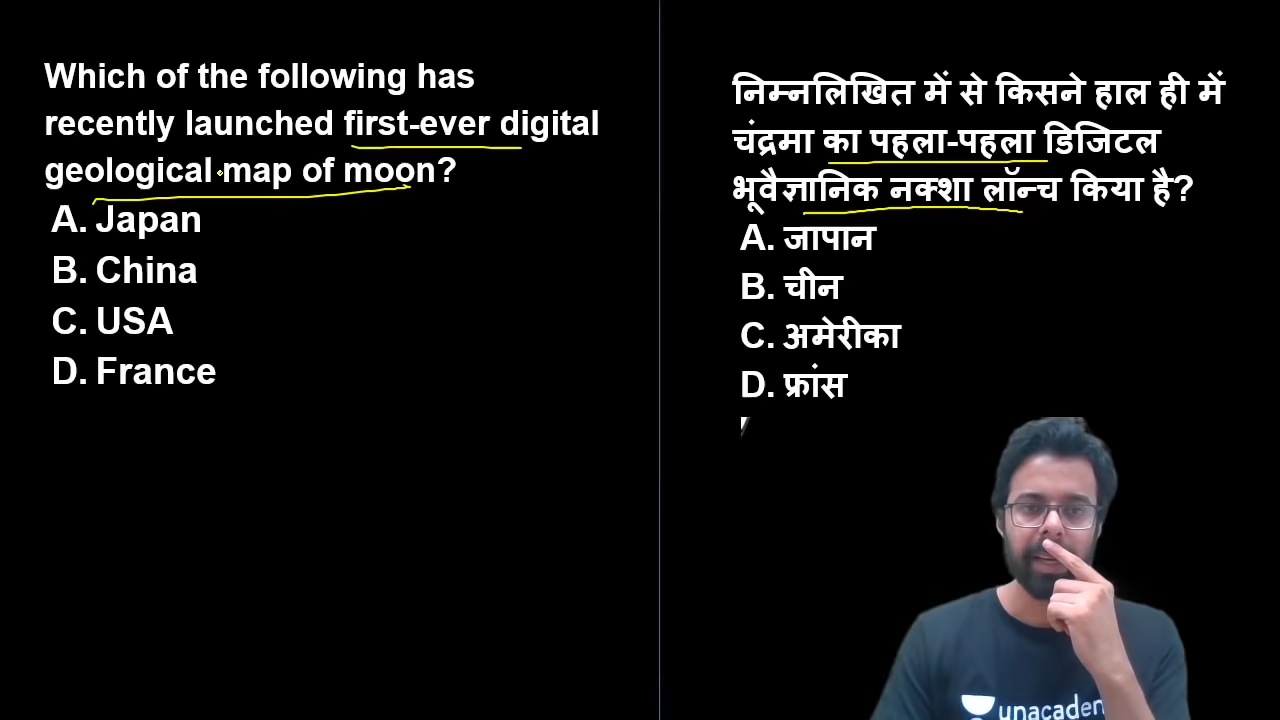 Which of the following has
recently launched first-ever digital
geological map of moon?
A. Japan
B. China
C. USA
D. France
निम्नलिखित में से किसने हाल ही में
चंद्रमा का पहला-पहला डिजिटल
भूवैज्ञानिक नक्शा लॉन्च किया है?
A. जापान
B. चीन
C. अमेरीका
D. फ्रांस
unacadem